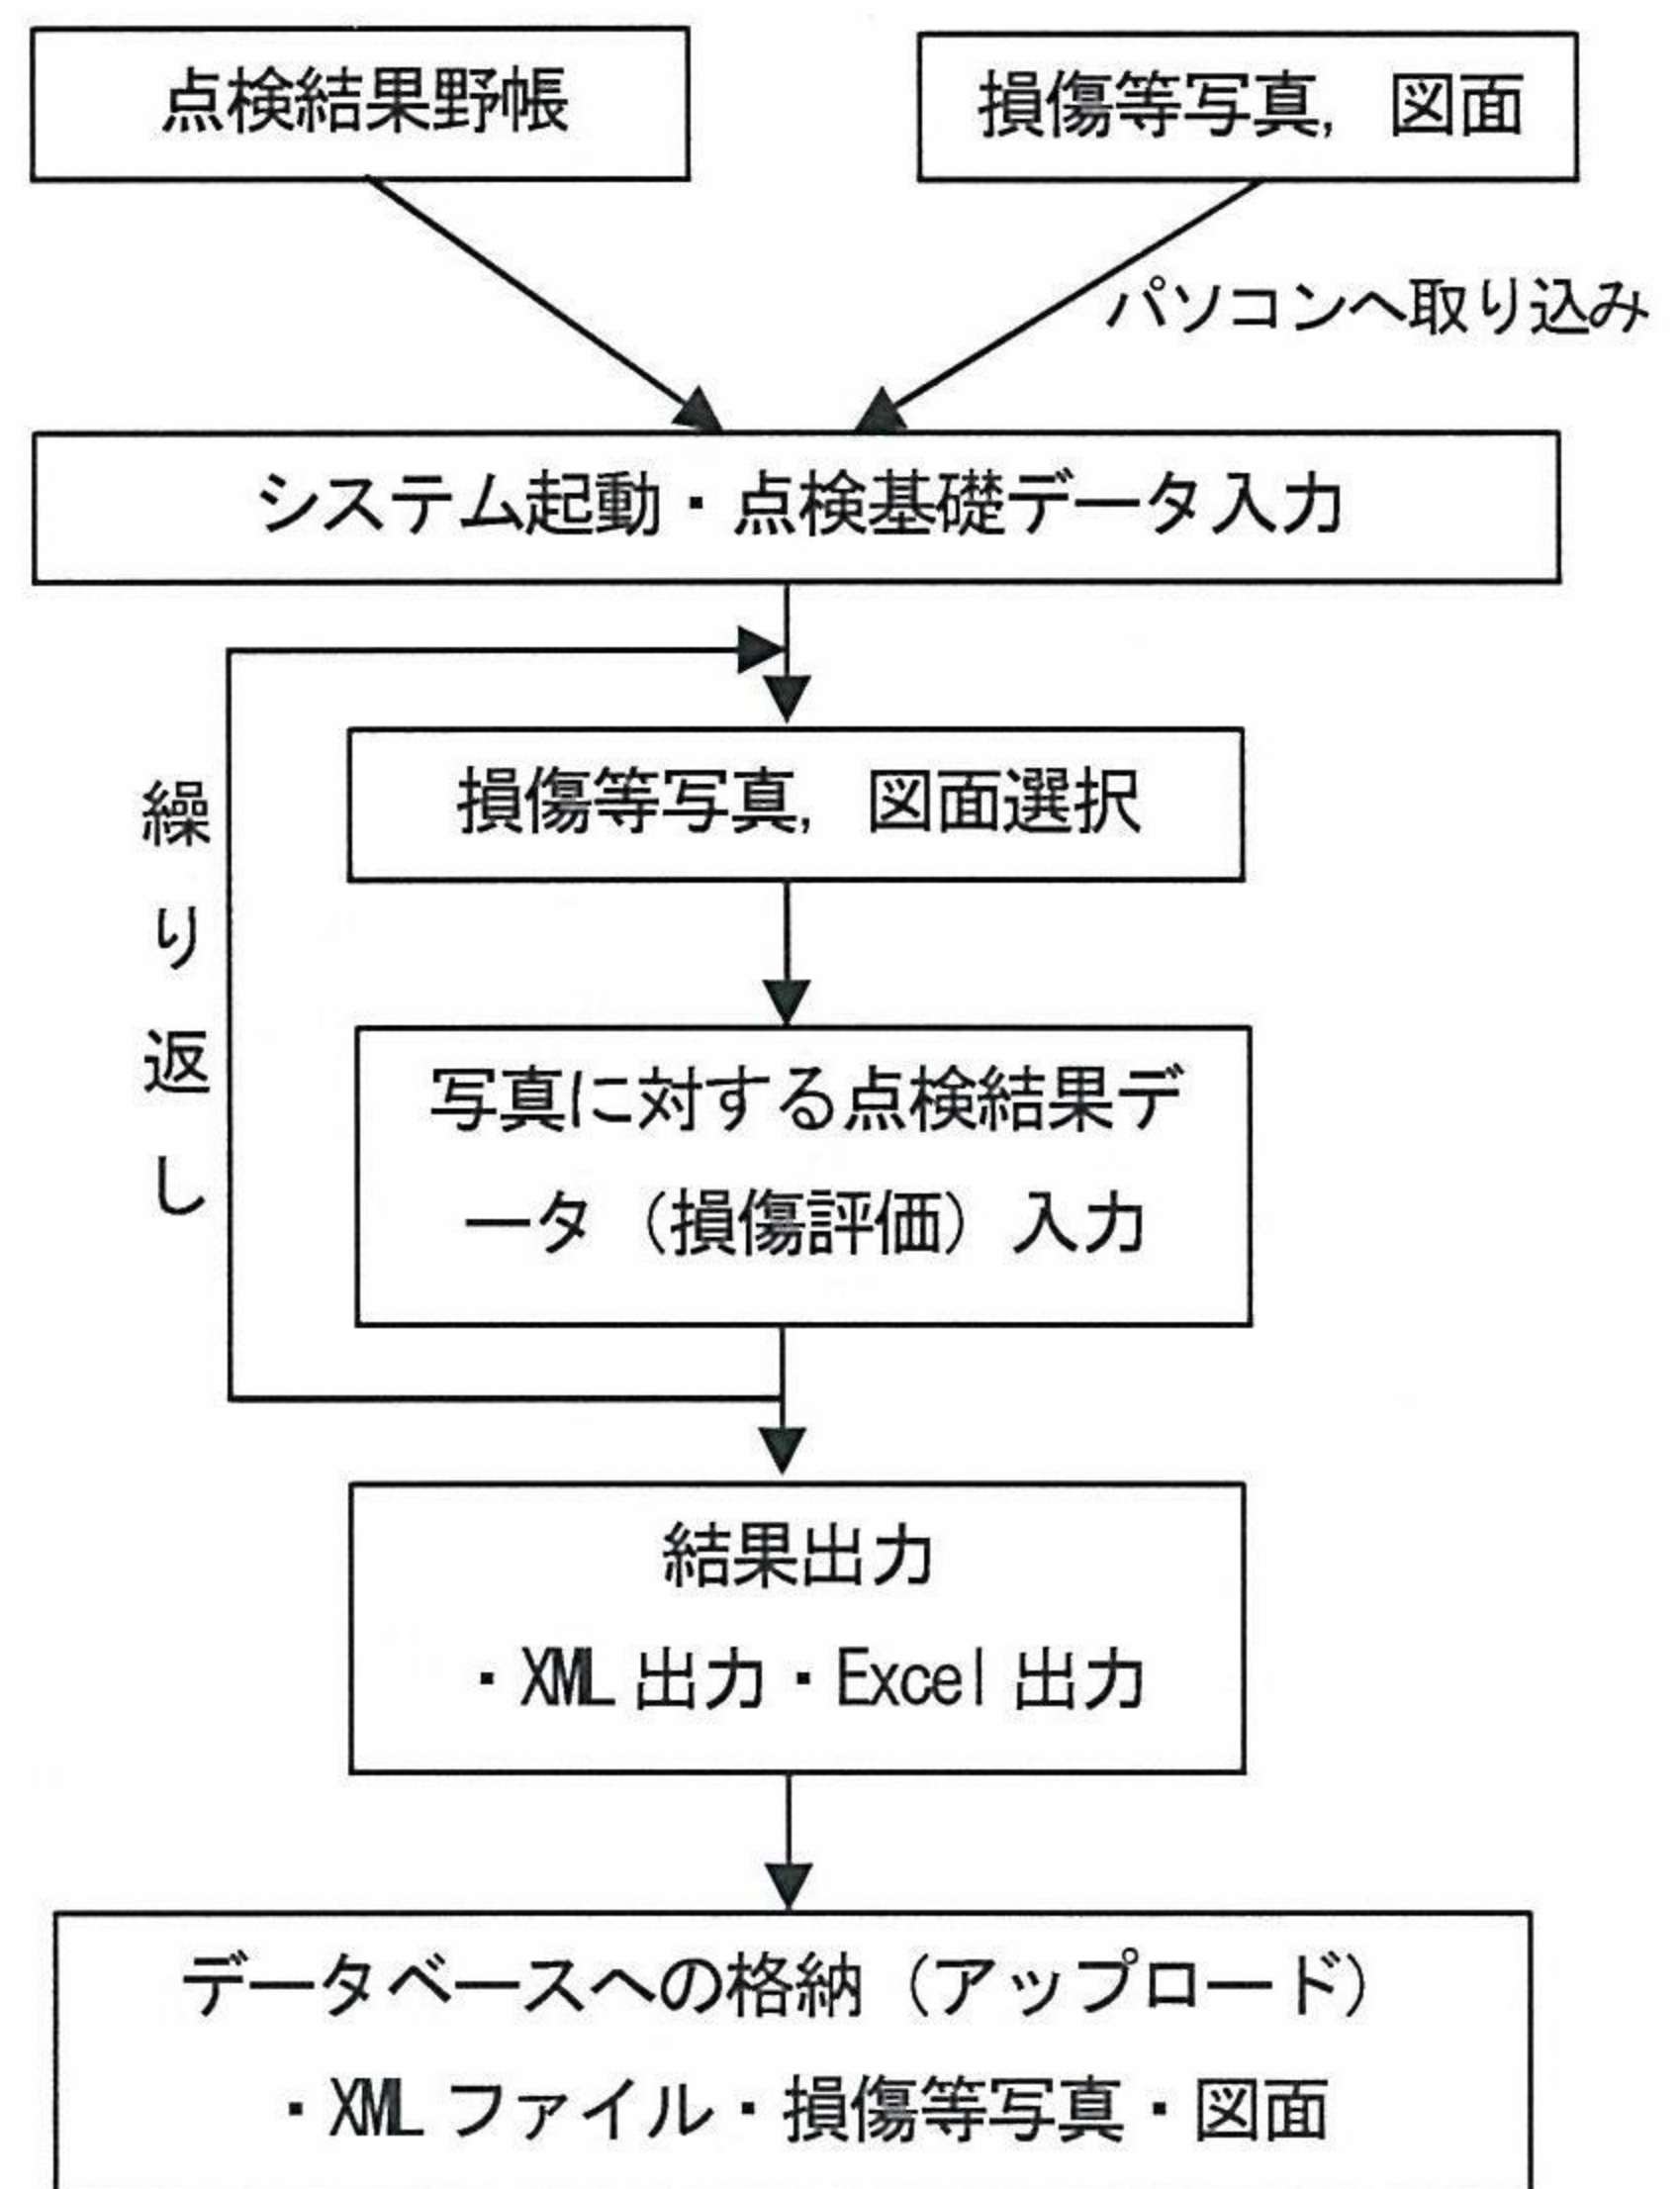 点検結果野帳
損傷等写真, 図面
パソコンへ取り込み
システム起動・点検基礎データ入力
損傷等写真, 図面選択
繰り返し
写真に対する点検結果デ
ータ（損傷評価）入力
結果出力
・XML 出力・Excel 出力
データベースへの格納（アップロード）
・XML ファイル・損傷等写真・図面